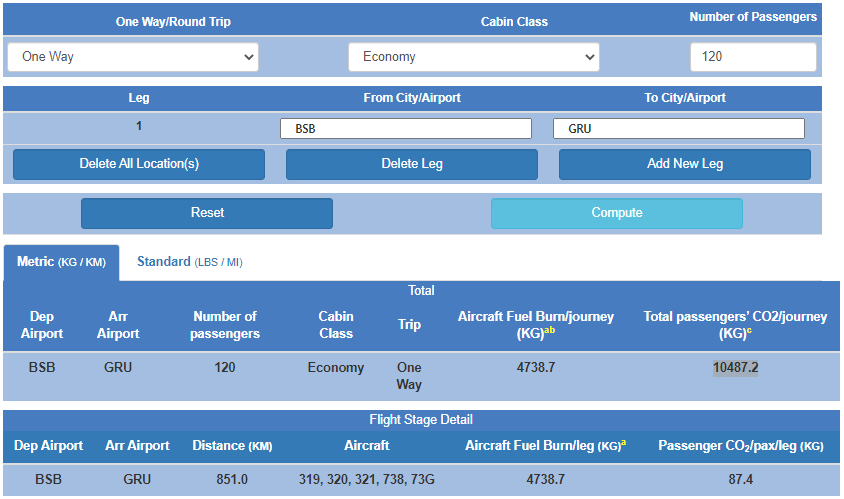 One Way/Round Trip Cabin Class Number of Passengers
One Way Economy 120
Leg From City/Airport To City/Airport
1 BSB GRU
Delete All Location(s) Delete Leg Add New Leg
Reset Compute
Metric (KG / KM) Standard (LBS / MI)
Total
Dep Airport Arr Airport Number of passengers Cabin Class Trip Aircraft Fuel Burn/journey (KG)ab Total passengers' CO2/journey (KG)c
BSB GRU 120 Economy One Way 4738.7 10487.2
Flight Stage Detail
Dep Airport Arr Airport Distance (KM) Aircraft Aircraft Fuel Burn/leg (KG)a Passenger CO2/pax/leg (KG)
BSB GRU 851.0 319, 320, 321, 738, 73G 4738.7 87.4